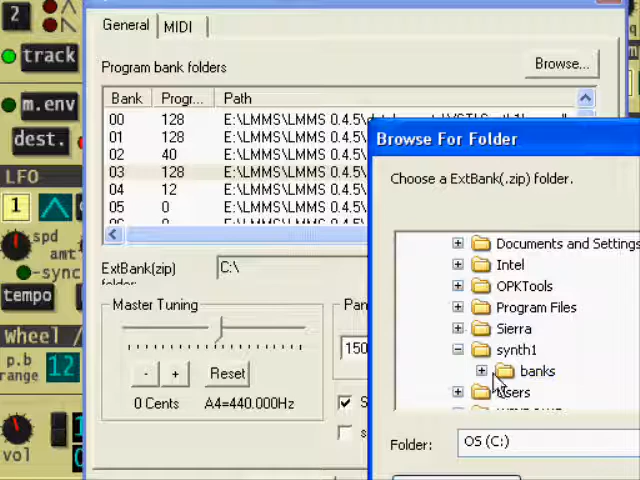 2
General
MIDI
track
Program bank folders
Browse...
Bank Progr... Path
m.env
00 128 E:\LMMS\LMMS 0.4.5\
01 128 E:\LMMS\LMMS 0.4.5\
Browse For Folder
dest.
02 40 E:\LMMS\LMMS 0.4.5\
03 128 E:\LMMS\LMMS 0.4.5\
Choose a ExtBank(.zip) folder.
LFO
04 12 E:\LMMS\LMMS 0.4.5\
1
05 0 E:\LMMS\LMMS 0.4.5\
spd
Documents and Settings
amt
ExtBank(zip)
C:\
Intel
-sync
folder
OPKTools
tempo
Master Tuning
Program Files
Sierra
Wheel /
150
synth1
p.b
range
12
- + Reset
banks
Users
0 Cents A4=440.000Hz
vol
Folder:
OS (C:)